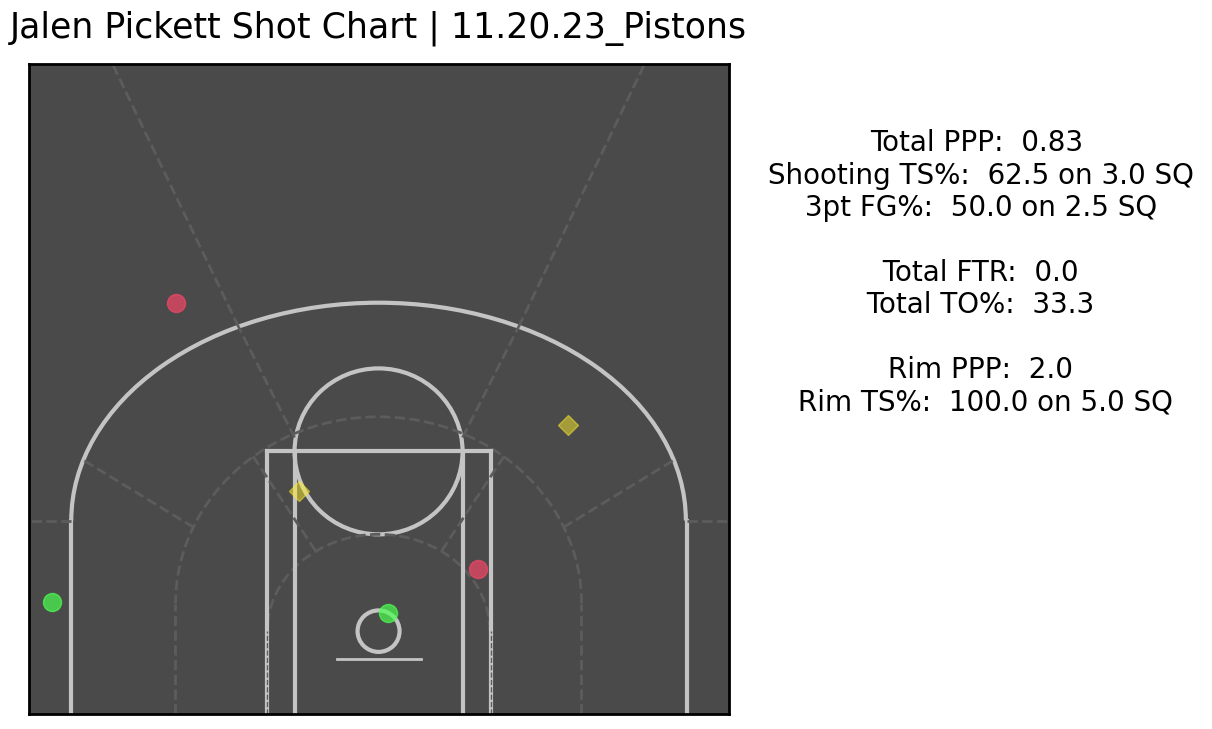 Jalen Pickett Shot Chart | 11.20.23_Pistons
Total PPP:  0.83
Shooting TS%:  62.5 on 3.0 SQ
3pt FG%:  50.0 on 2.5 SQ
Total FTR:  0.0
Total TO%:  33.3
Rim PPP:  2.0
Rim TS%:  100.0 on 5.0 SQ